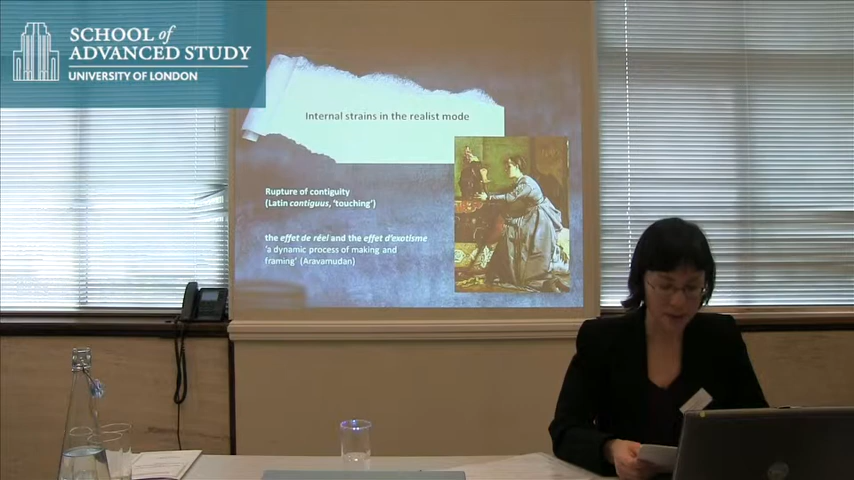 SCHOOL of
ADVANCED STUDY
UNIVERSITY OF LONDON
Internal strains in the realist mode
Rupture of contiguity
(Latin contiguus, 'touching')
the effet de réel and the effet d'exotisme
'a dynamic process of making and
framing' (Aravamudan)